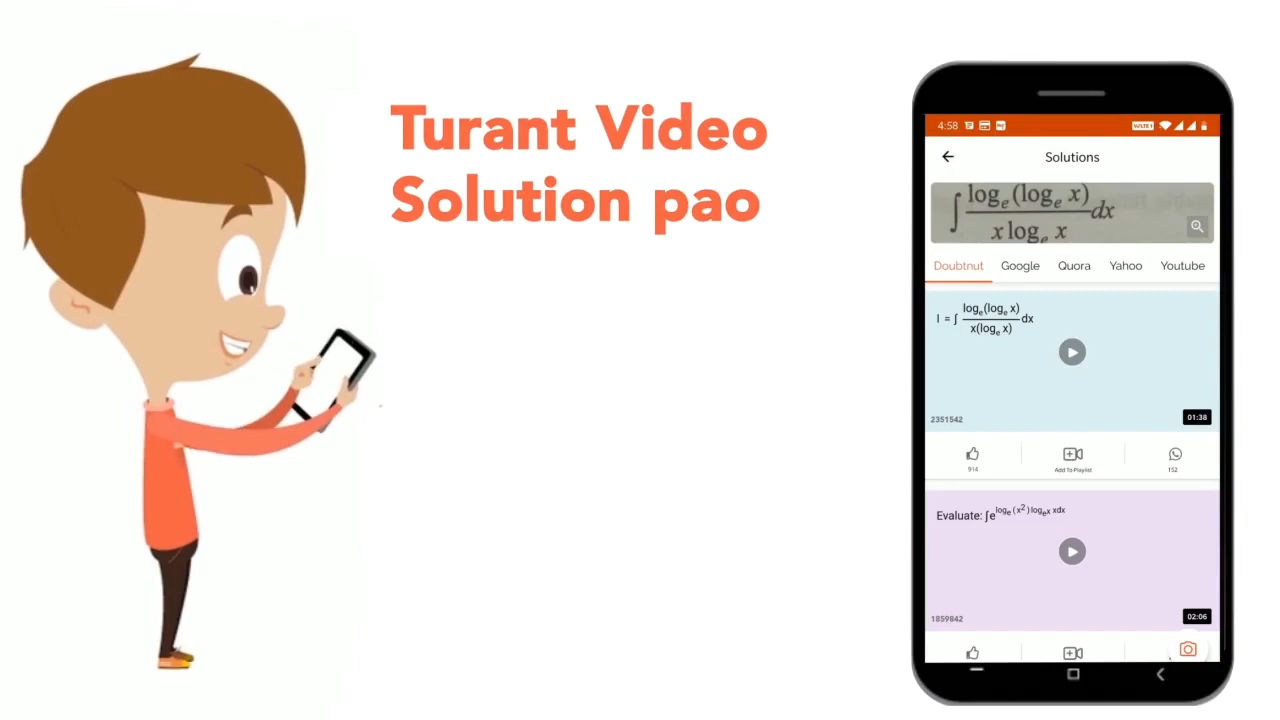 Turant Video
Solution pao
4:58
VoLTE1
Solutions
∫ logₑ(logₑ x) / x logₑ x dx
Doubtnut Google Quora Yahoo Youtube
I = ∫ logₑ(logₑ x) / x(logₑ x) dx
2351542 01:38
914 Add To Playlist 152
Evaluate: ∫e^logₑ(x²)logₑx xdx
1859842 02:06